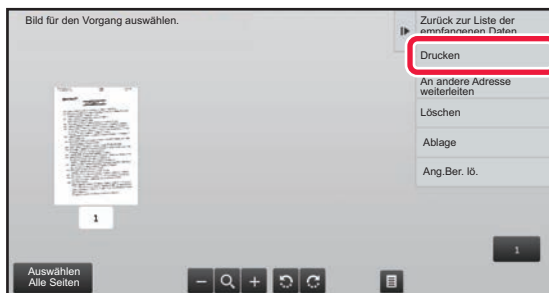 Bild für den Vorgang auswählen.
Zurück zur Liste der
empfangenen Daten
Drucken
An andere Adresse
weiterleiten
Löschen
Ablage
Ang.Ber. lö.
1
1
Auswählen
Alle Seiten